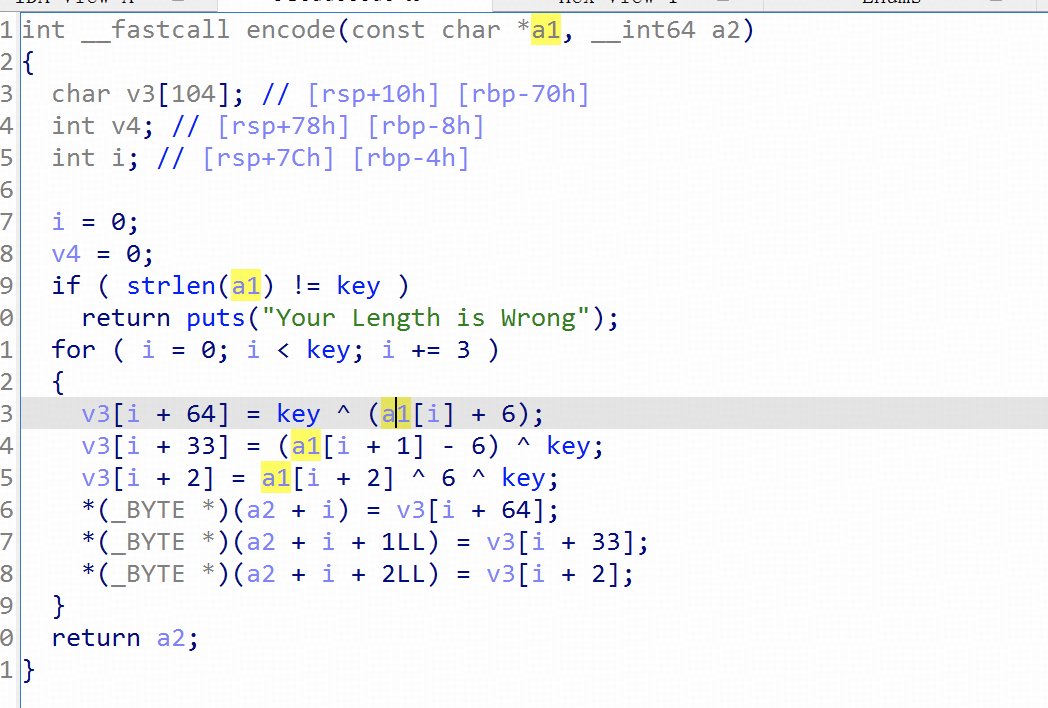 1 int __fastcall encode(const char *a1, __int64 a2)
2 {
3   char v3[104]; // [rsp+10h] [rbp-70h]
4   int v4; // [rsp+78h] [rbp-8h]
5   int i; // [rsp+7Ch] [rbp-4h]
6
7   i = 0;
8   v4 = 0;
9   if ( strlen(a1) != key )
0     return puts("Your Length is Wrong");
1   for ( i = 0; i < key; i += 3 )
2   {
3     v3[i + 64] = key ^ (a1[i] + 6);
4     v3[i + 33] = (a1[i + 1] - 6) ^ key;
5     v3[i + 2] = a1[i + 2] ^ 6 ^ key;
6     *(_BYTE *)(a2 + i) = v3[i + 64];
7     *(_BYTE *)(a2 + i + 1LL) = v3[i + 33];
8     *(_BYTE *)(a2 + i + 2LL) = v3[i + 2];
9   }
0   return a2;
1 }